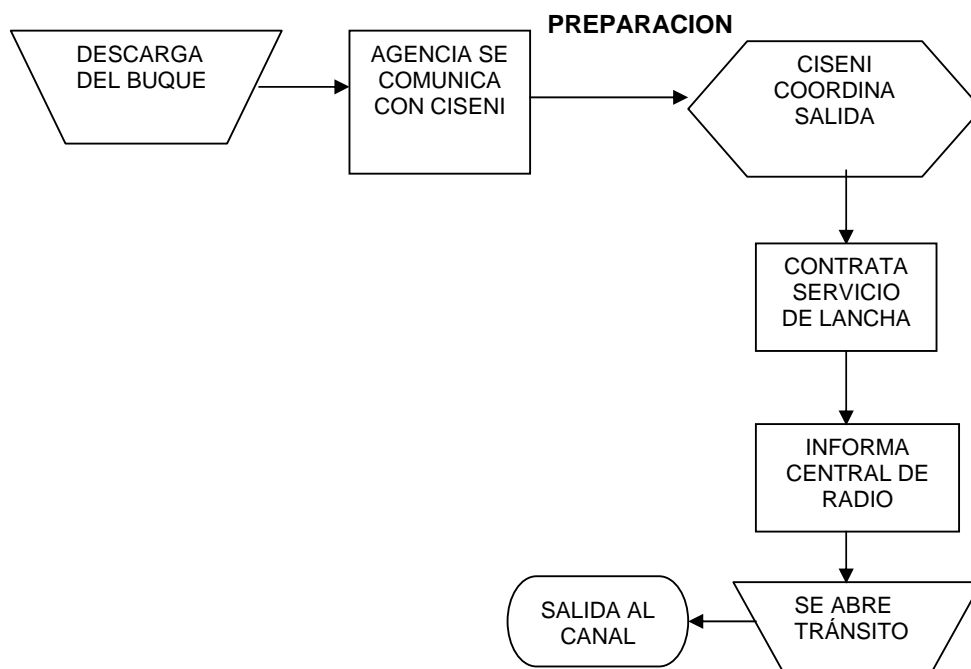 PREPARACION
DESCARGA
DEL BUQUE
AGENCIA SE
COMUNICA
CON CISENI
CISENI
COORDINA
SALIDA
CONTRATA
SERVICIO
DE LANCHA
INFORMA
CENTRAL DE
RADIO
SE ABRE
TRÁNSITO
SALIDA AL
CANAL